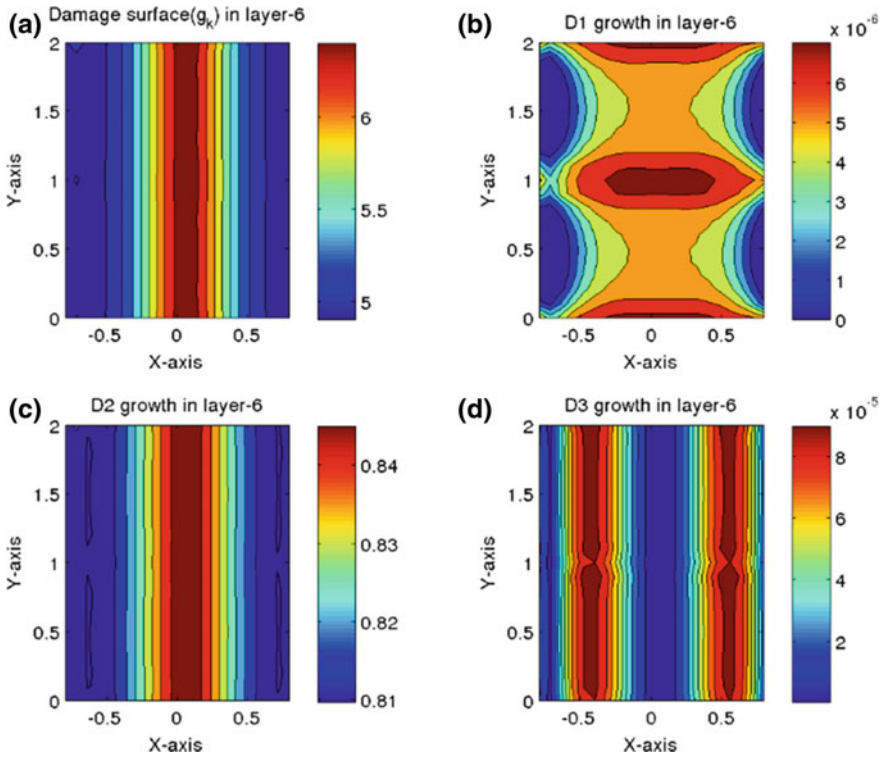 (a)
Damage surface(gk) in layer-6
2
1.5
1
0.5
0
Y-axis
-0.5 0 0.5
X-axis
6
5.5
5
(b)
D1 growth in layer-6
x 10-6
2
1.5
1
0.5
0
Y-axis
-0.5 0 0.5
X-axis
6
5
4
3
2
1
0
(c)
D2 growth in layer-6
2
1.5
1
0.5
0
Y-axis
-0.5 0 0.5
X-axis
0.84
0.83
0.82
0.81
(d)
D3 growth in layer-6
x 10-5
2
1.5
1
0.5
0
Y-axis
-0.5 0 0.5
X-axis
8
6
4
2